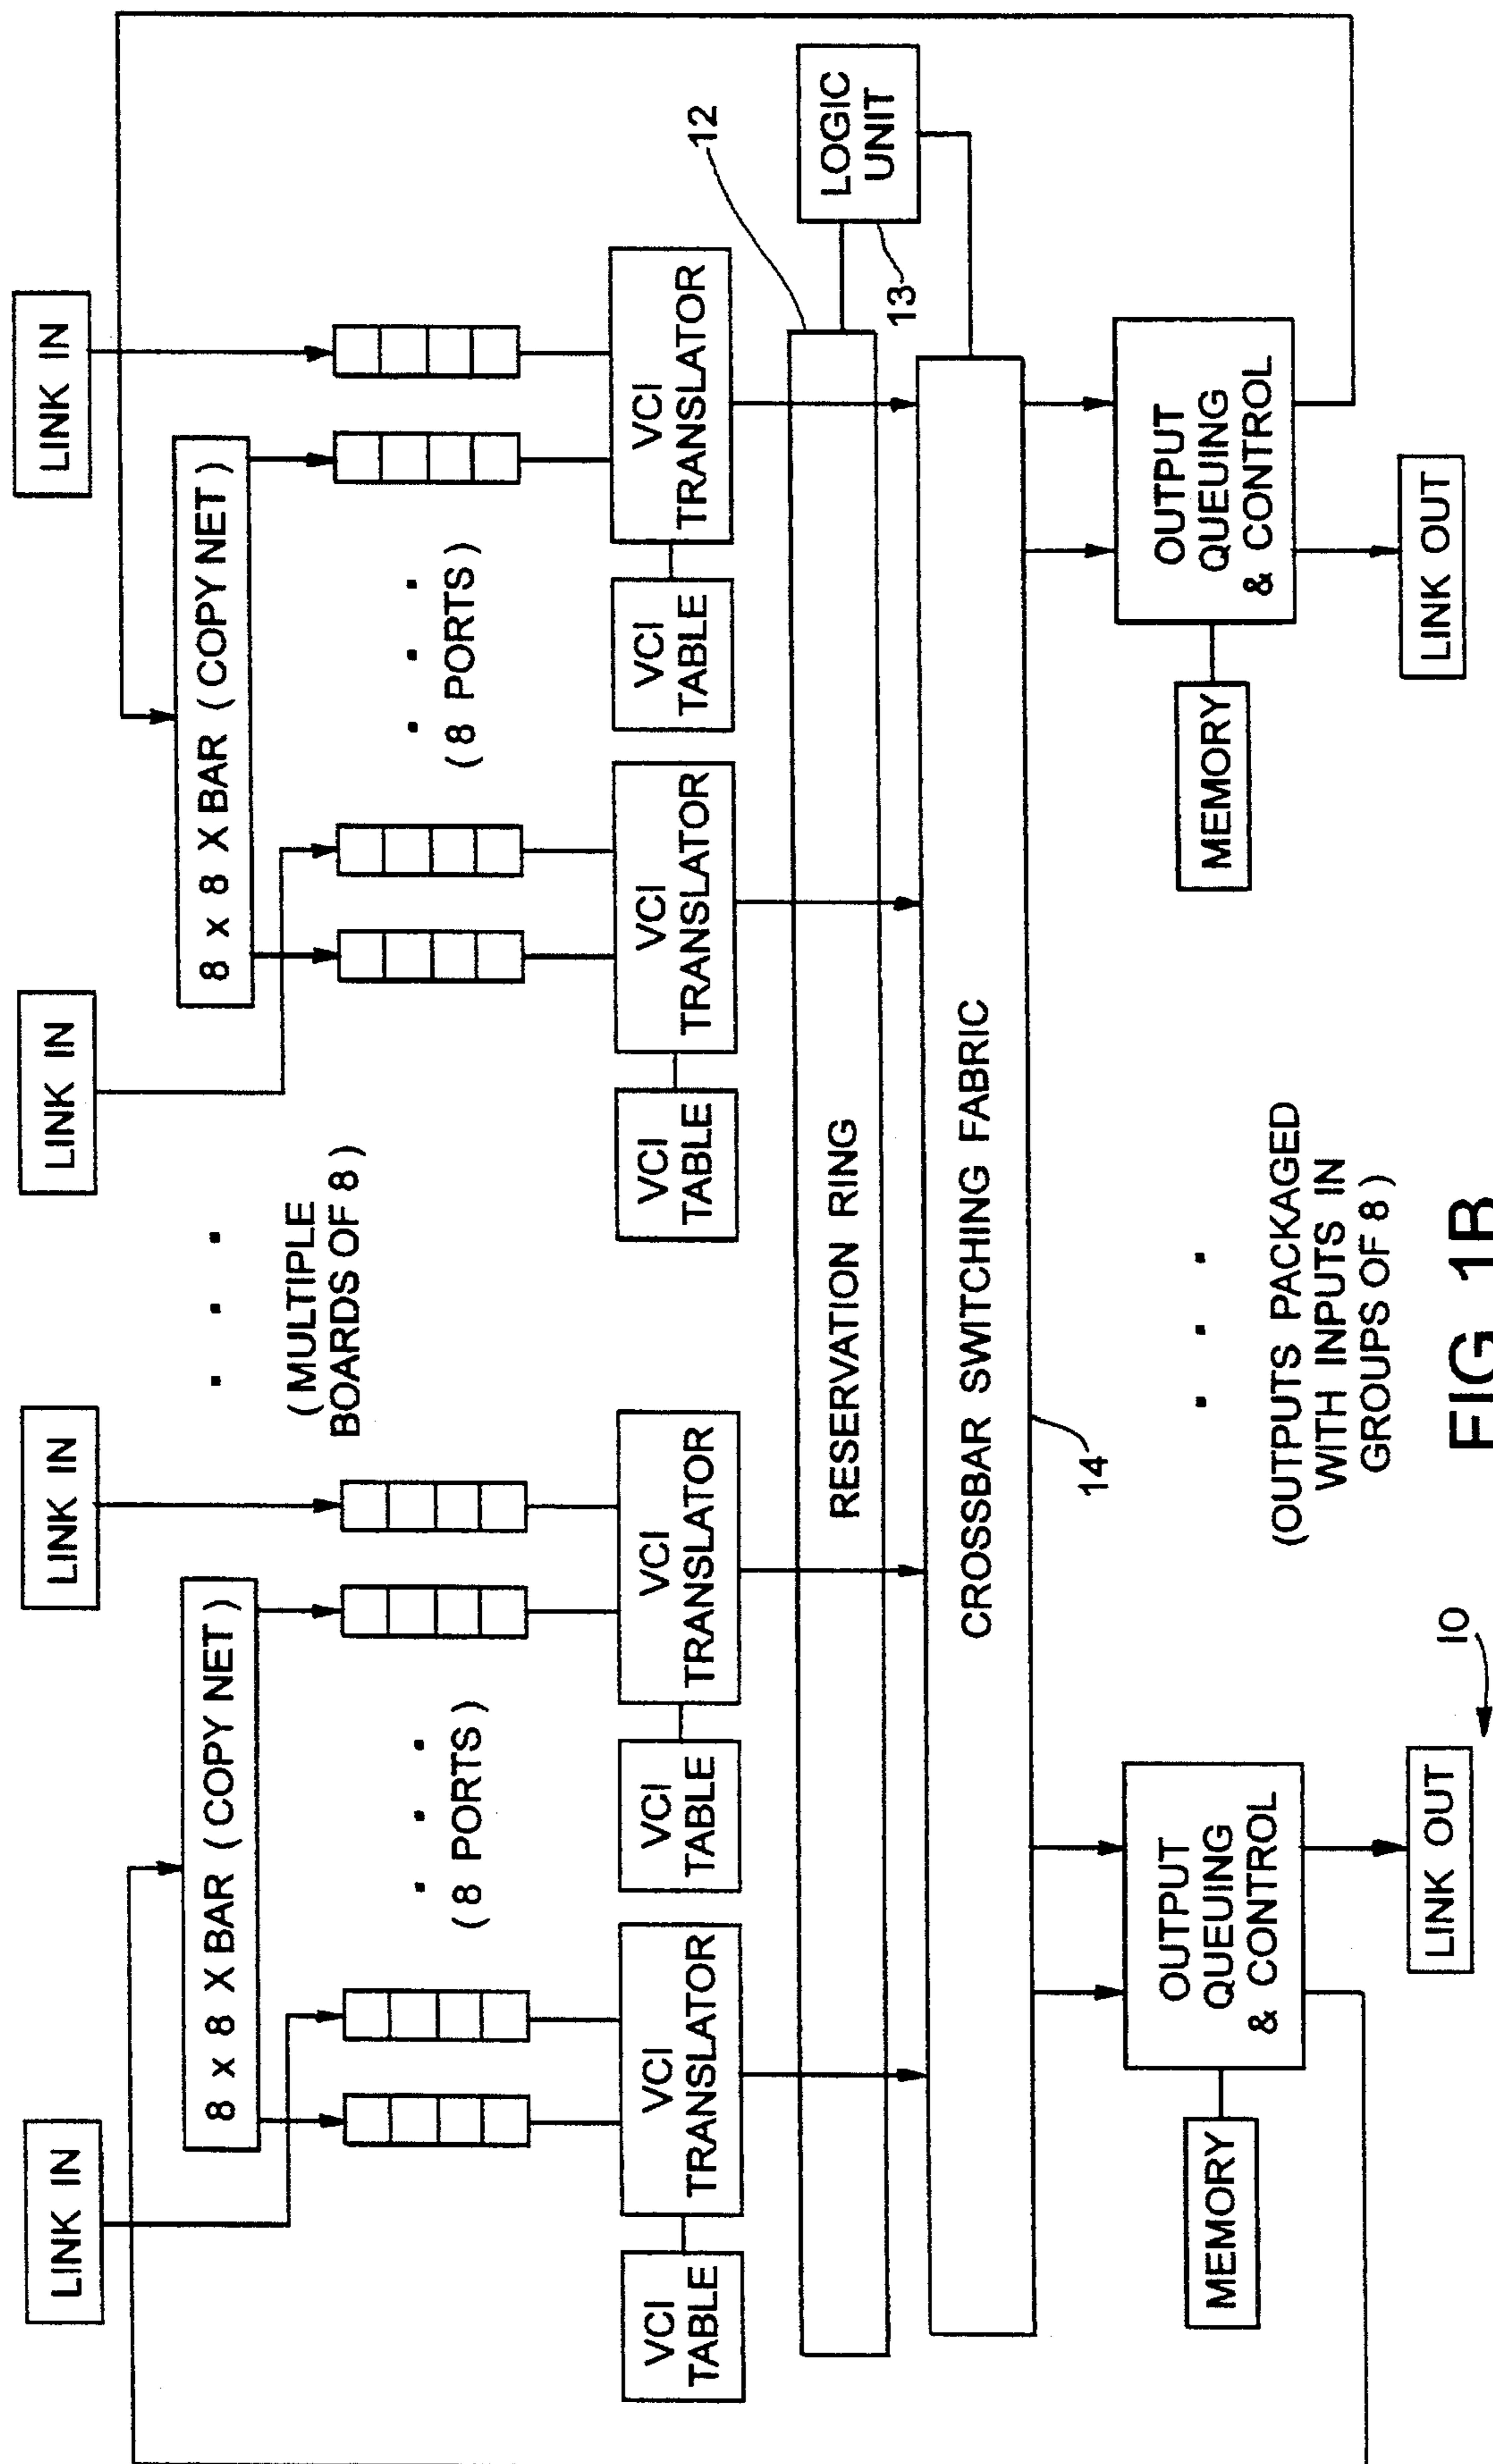 LINK IN
LINK IN
LINK IN
LINK IN
8 x 8 X BAR ( COPY NET )
8 x 8 X BAR ( COPY NET )
. . .
( MULTIPLE
BOARDS OF 8 )
. . .
( 8 PORTS )
. . .
( 8 PORTS )
VCI
TABLE
VCI
TRANSLATOR
VCI
TABLE
VCI
TRANSLATOR
VCI
TABLE
VCI
TRANSLATOR
VCI
TABLE
VCI
TRANSLATOR
12
RESERVATION RING
LOGIC
UNIT
13
CROSSBAR SWITCHING FABRIC
14
MEMORY
OUTPUT
QUEUING
& CONTROL
. . .
(OUTPUTS PACKAGED
WITH INPUTS IN
GROUPS OF 8 )
MEMORY
OUTPUT
QUEUING
& CONTROL
LINK OUT
LINK OUT
10
FIG. 1B